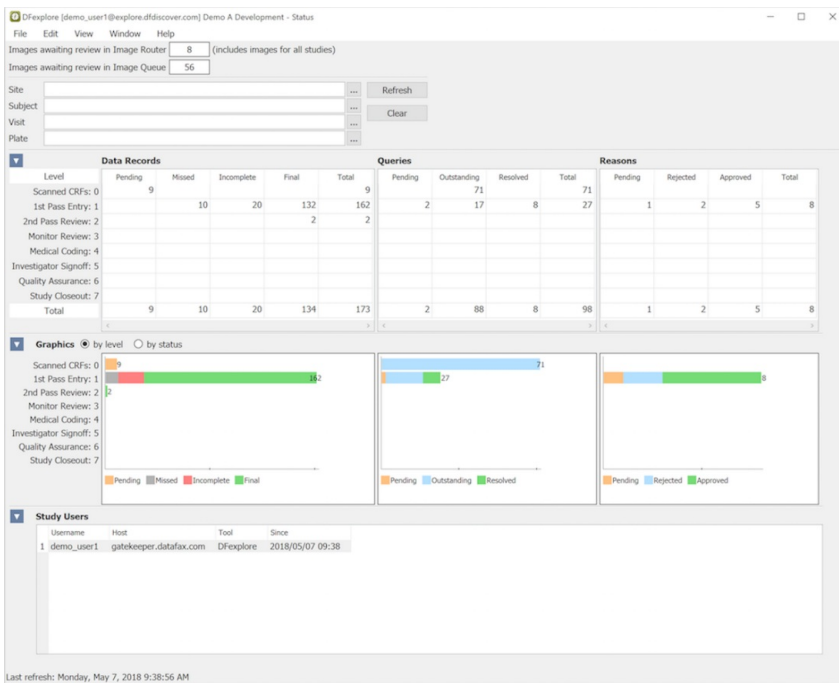 DFexplore [demo_user1@explore.dfdiscover.com] Demo A Development - Status
File Edit View Window Help
Images awaiting review in Image Router 8 (includes images for all studies)
Images awaiting review in Image Queue 56
Site ... Refresh
Subject ...
Clear
Visit ...
Plate ...
Data Records Queries Reasons
Level Pending Missed Incomplete Final Total Pending Outstanding Resolved Total Pending Rejected Approved Total
Scanned CRFs: 0 9 9 71 71
1st Pass Entry: 1 10 20 132 162 2 17 8 27 1 2 5 8
2nd Pass Review: 2 2 2
Monitor Review: 3
Medical Coding: 4
Investigator Signoff: 5
Quality Assurance: 6
Study Closeout: 7
Total 9 10 20 134 173 2 88 8 98 1 2 5 8
Graphics by level by status
Scanned CRFs: 0 9 71
1st Pass Entry: 1 162 27 8
2nd Pass Review: 2 2
Monitor Review: 3
Medical Coding: 4
Investigator Signoff: 5
Quality Assurance: 6
Study Closeout: 7
Pending Missed Incomplete Final Pending Outstanding Resolved Pending Rejected Approved
Study Users
Username Host Tool Since
1 demo_user1 gatekeeper.datafax.com DFexplore 2018/05/07 09:38
Last refresh: Monday, May 7, 2018 9:38:56 AM